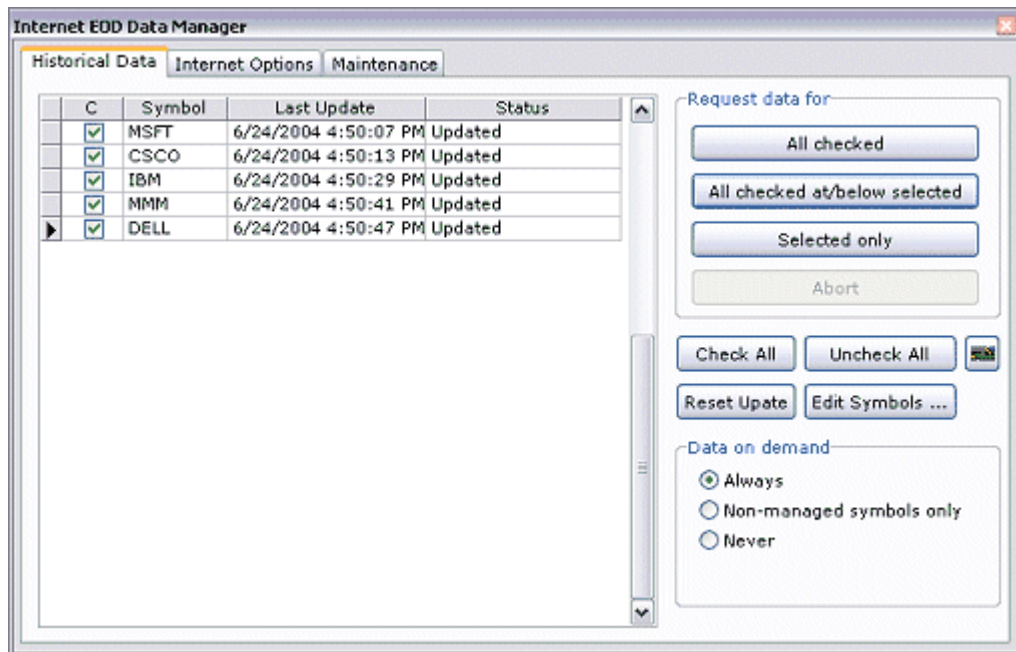 Internet EOD Data Manager
Historical Data Internet Options Maintenance
C Symbol Last Update Status
MSFT 6/24/2004 4:50:07 PM Updated
CSCO 6/24/2004 4:50:13 PM Updated
IBM 6/24/2004 4:50:29 PM Updated
MMM 6/24/2004 4:50:41 PM Updated
DELL 6/24/2004 4:50:47 PM Updated
Request data for
All checked
All checked at/below selected
Selected only
Abort
Check All Uncheck All
Reset Upate Edit Symbols ...
Data on demand
Always
Non-managed symbols only
Never